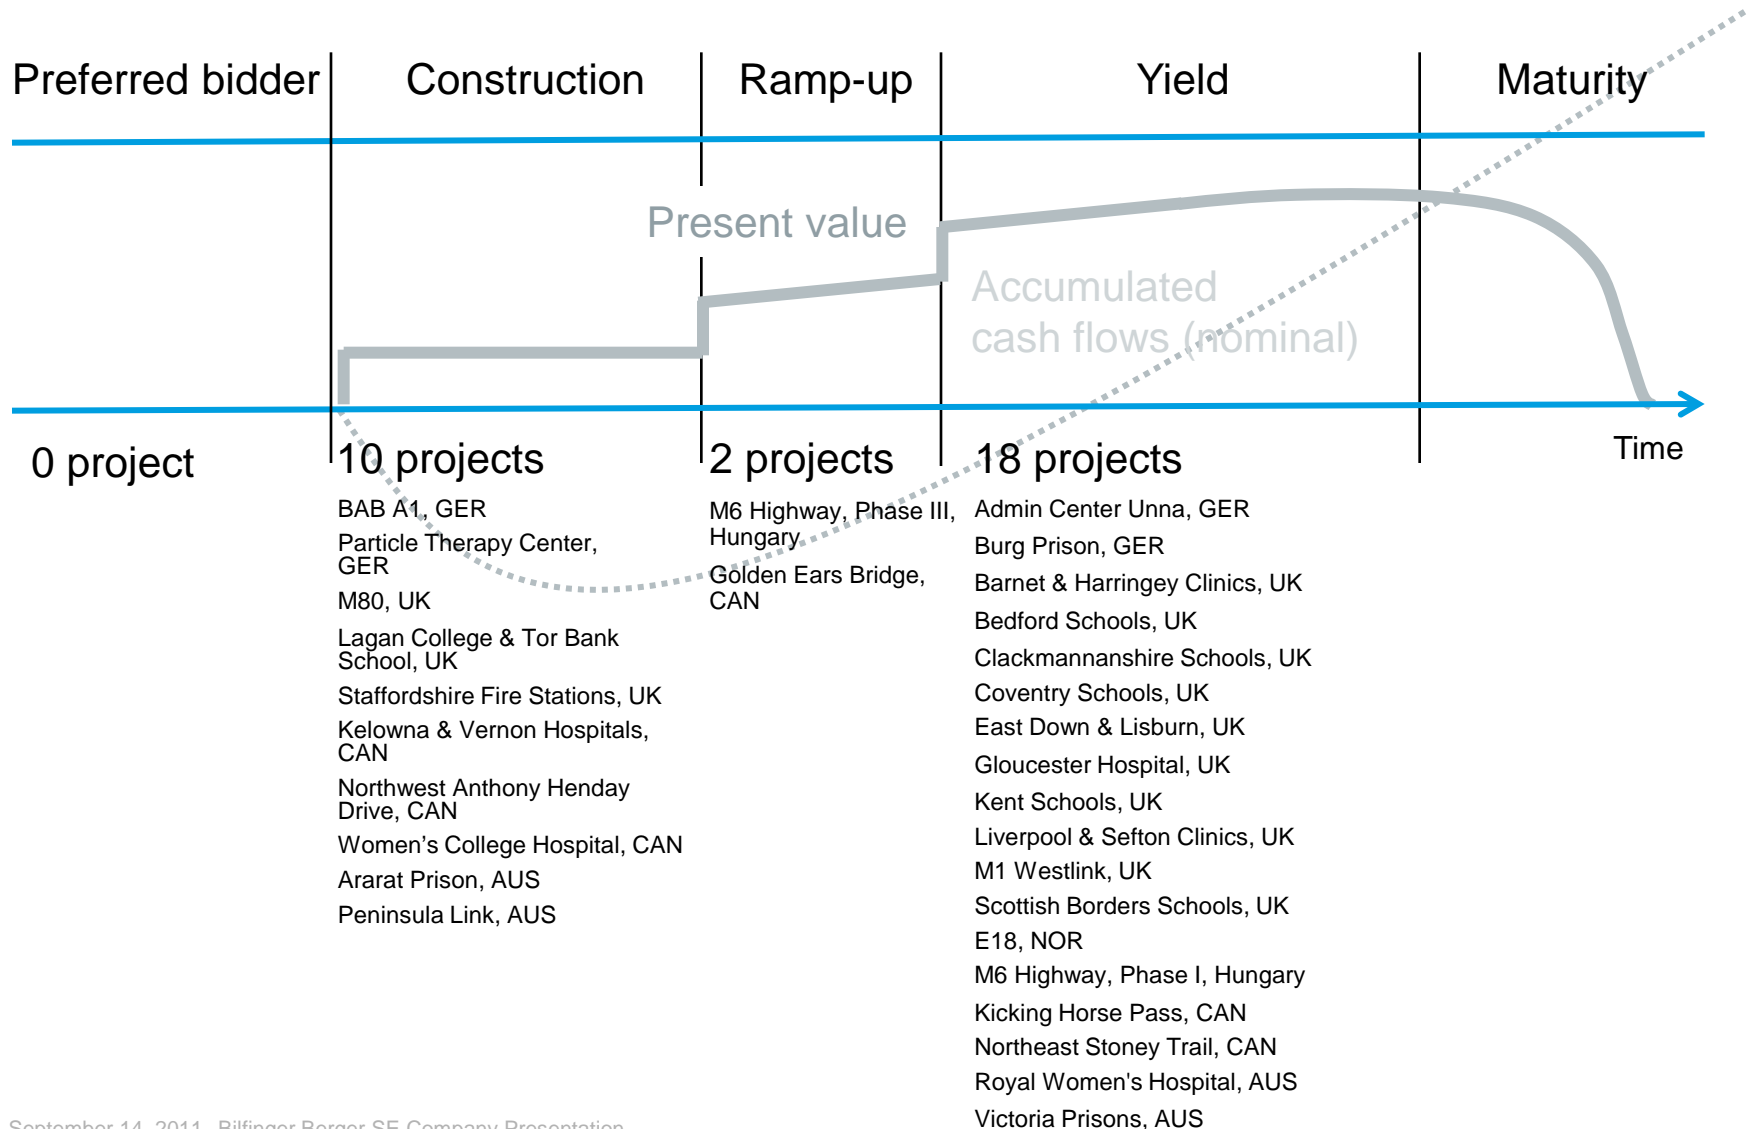 Preferred bidder
Construction
Ramp-up
Yield
Maturity
Present value
Accumulated
cash flows (nominal)
Time
0 project
10 projects
BAB A1, GER
Particle Therapy Center,
GER
M80, UK
Lagan College & Tor Bank
School, UK
Staffordshire Fire Stations, UK
Kelowna & Vernon Hospitals,
CAN
Northwest Anthony Henday
Drive, CAN
Women’s College Hospital, CAN
Ararat Prison, AUS
Peninsula Link, AUS
2 projects
M6 Highway, Phase III,
Hungary
Golden Ears Bridge,
CAN
18 projects
Admin Center Unna, GER
Burg Prison, GER
Barnet & Harringey Clinics, UK
Bedford Schools, UK
Clackmannanshire Schools, UK
Coventry Schools, UK
East Down & Lisburn, UK
Gloucester Hospital, UK
Kent Schools, UK
Liverpool & Sefton Clinics, UK
M1 Westlink, UK
Scottish Borders Schools, UK
E18, NOR
M6 Highway, Phase I, Hungary
Kicking Horse Pass, CAN
Northeast Stoney Trail, CAN
Royal Women's Hospital, AUS
Victoria Prisons, AUS
September 14, 2011 Bilfinger Berger SE Company Presentation